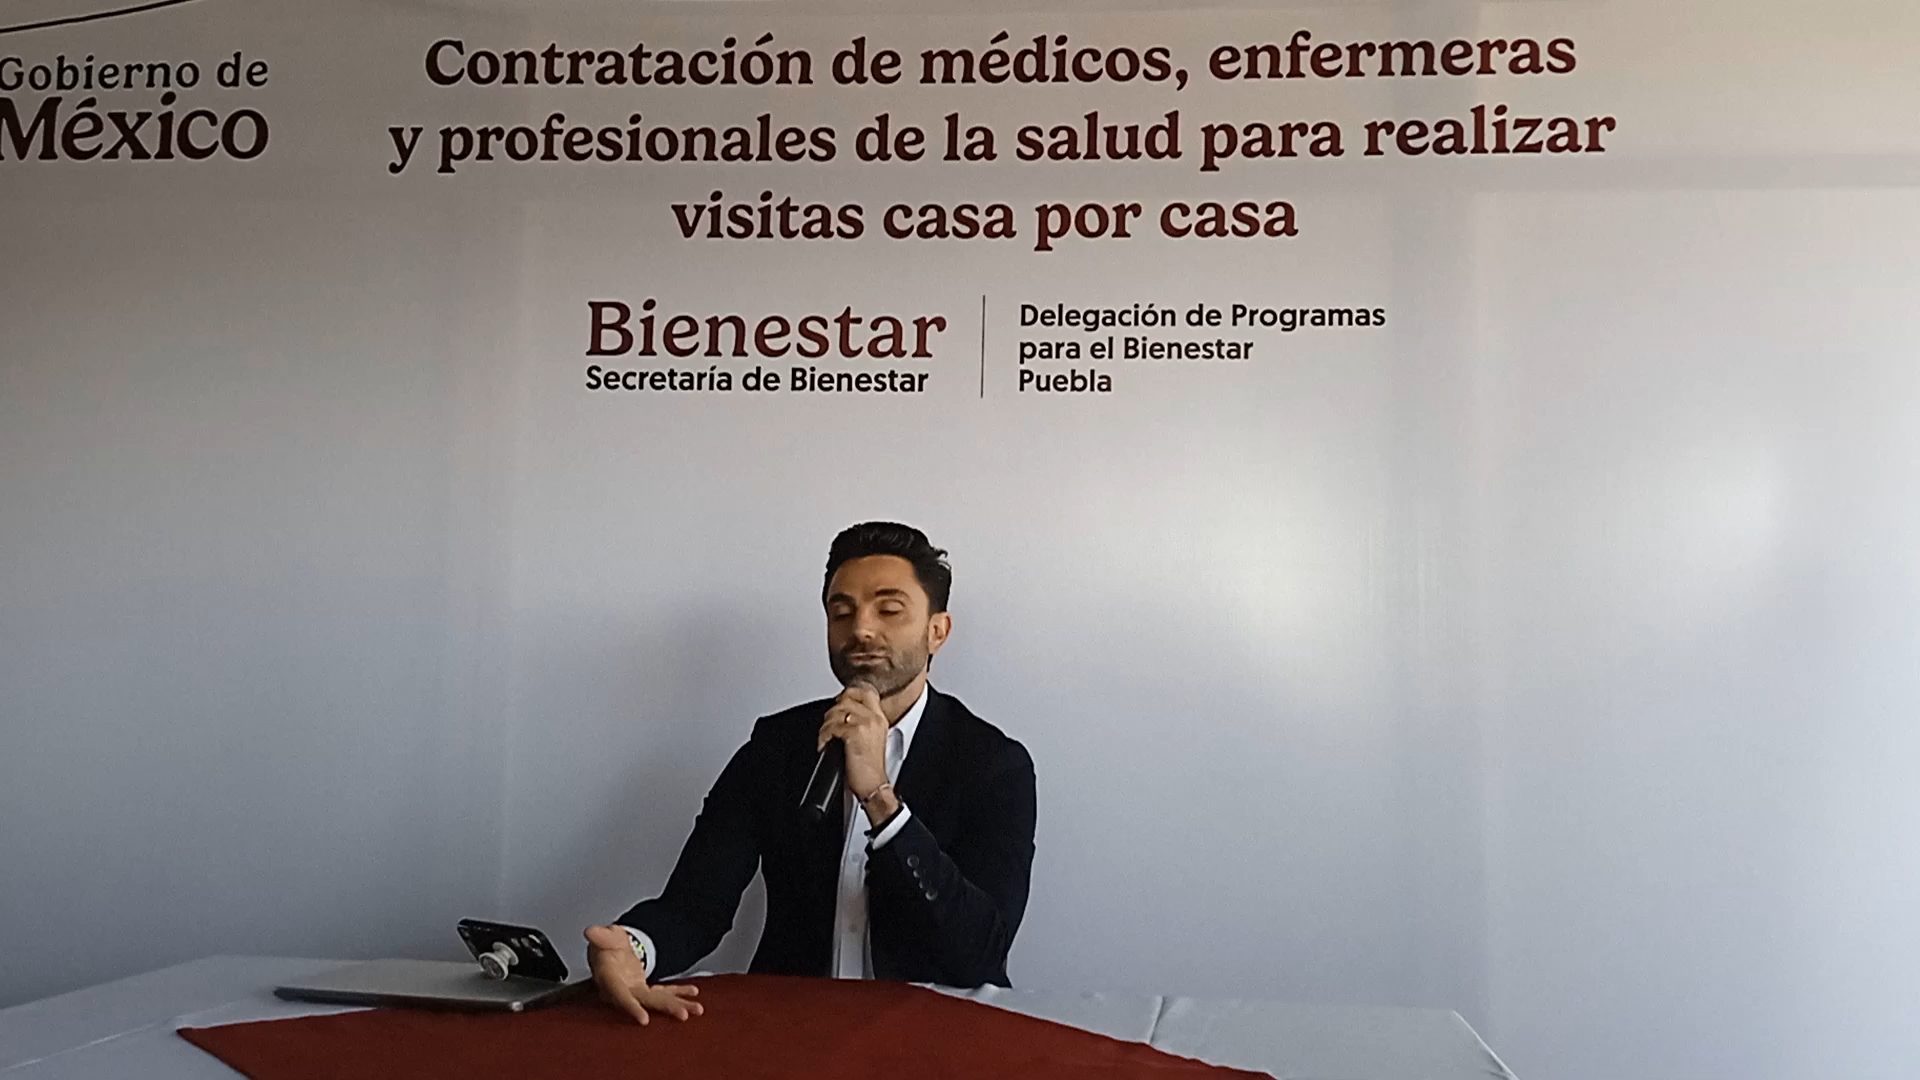 Gobierno de
México
Contratación de médicos, enfermeras
y profesionales de la salud para realizar
visitas casa por casa
Bienestar
Secretaría de Bienestar
Delegación de Programas
para el Bienestar
Puebla